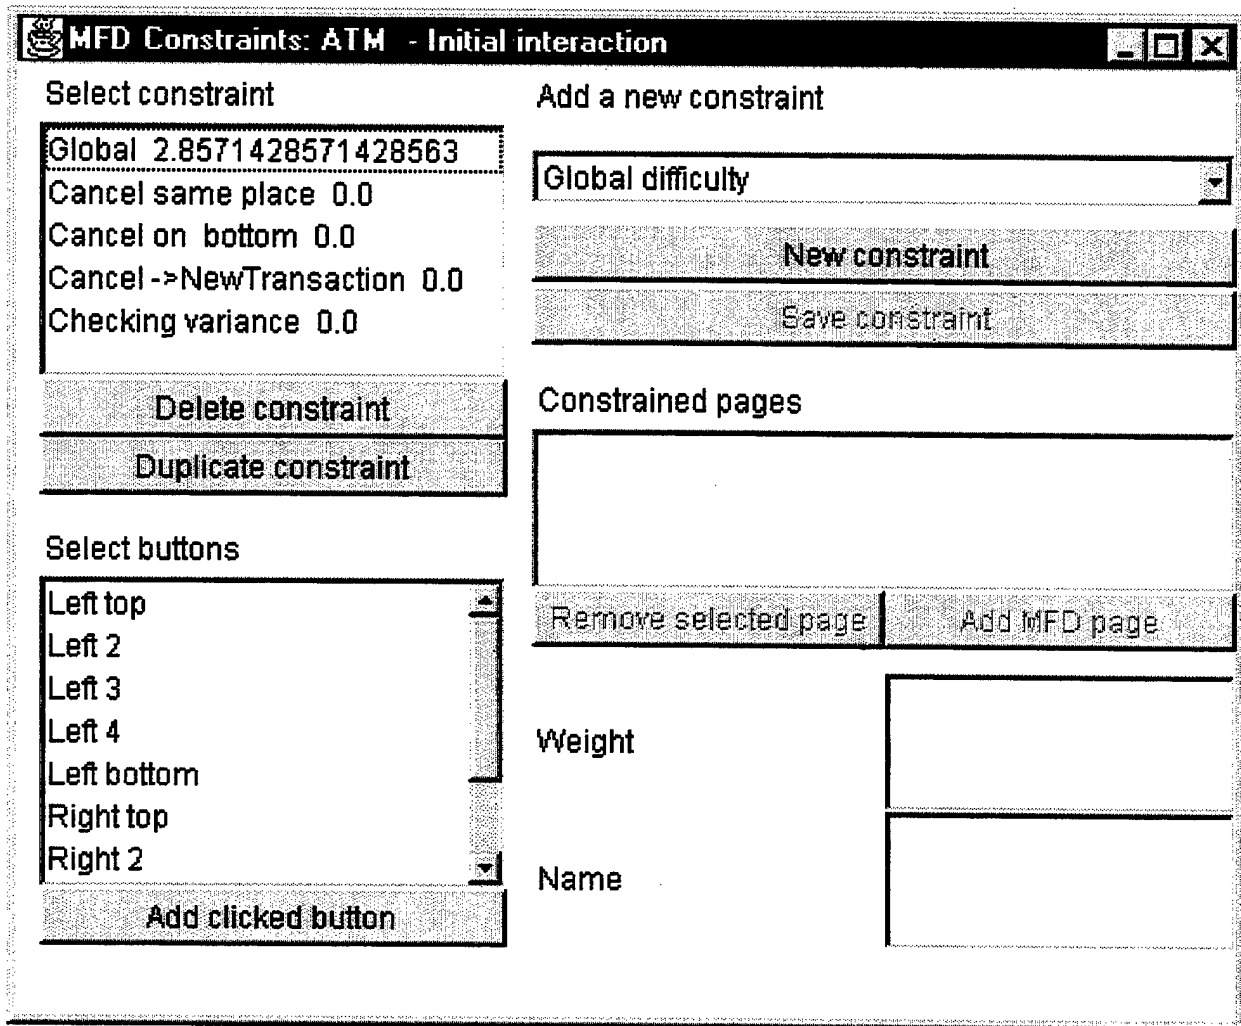 MFD Constraints: ATM - Initial interaction
Select constraint
Global 2.8571428571428563
Cancel same place 0.0
Cancel on bottom 0.0
Cancel ->NewTransaction 0.0
Checking variance 0.0
Delete constraint
Duplicate constraint
Select buttons
Left top
Left 2
Left 3
Left 4
Left bottom
Right top
Right 2
Add clicked button
Add a new constraint
Global difficulty
New constraint
Save constraint
Constrained pages
Remove selected page
Add MFD page
Weight
Name